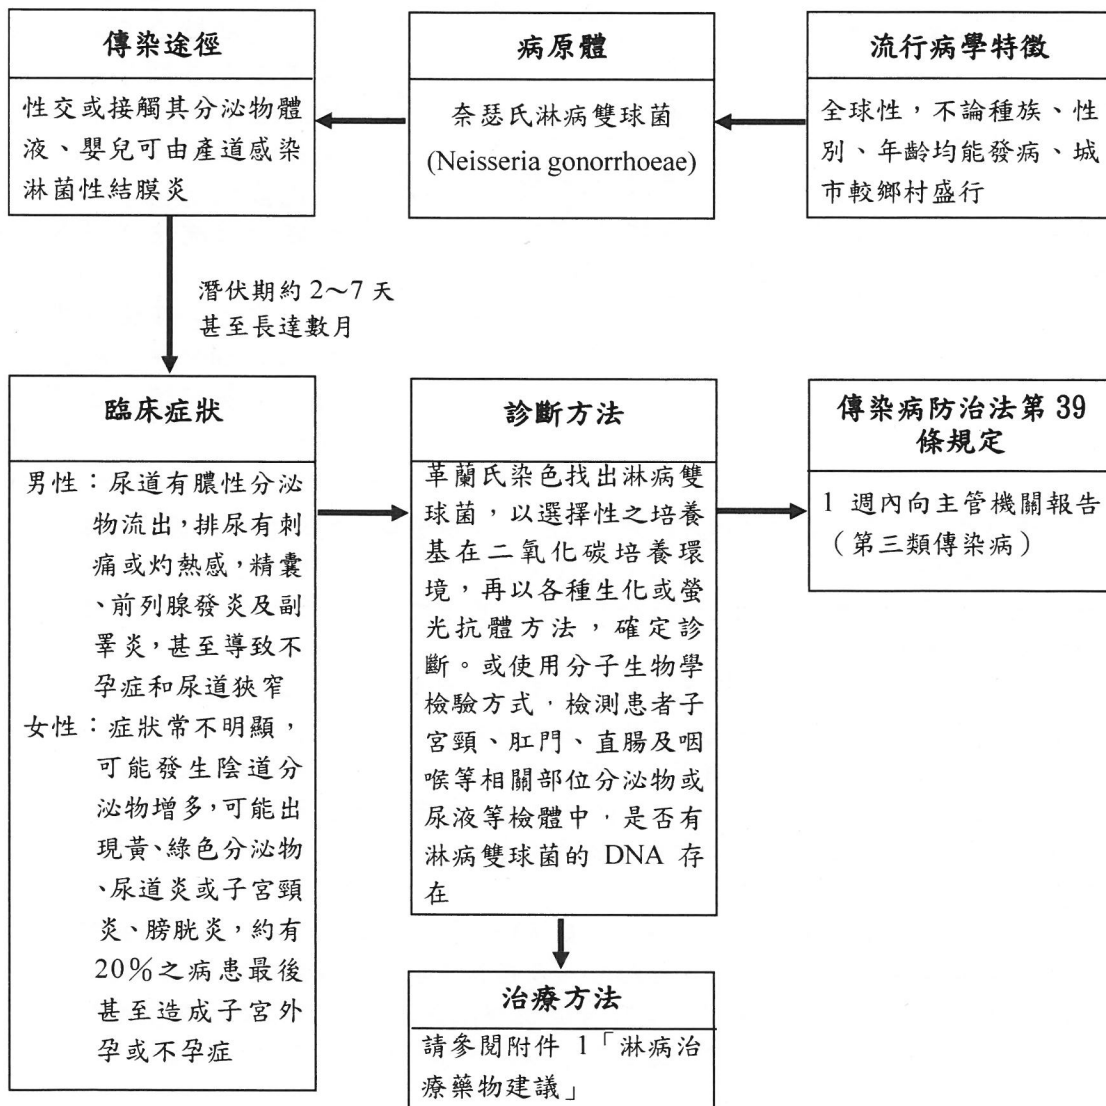 傳染途徑
性交或接觸其分泌物體
液、嬰兒可由產道感染
淋菌性結膜炎
病原體
奈瑟氏淋病雙球菌
(Neisseria gonorrhoeae)
流行病學特徵
全球性，不論種族、性
別、年齡均能發病、城
市較鄉村盛行
潛伏期約 2～7 天
甚至長達數月
臨床症狀
男性：尿道有膿性分泌
物流出，排尿有刺
痛或灼熱感，精囊
、前列腺發炎及副
睪炎，甚至導致不
孕症和尿道狹窄
女性：症狀常不明顯，
可能發生陰道分
泌物增多，可能出
現黃、綠色分泌物
、尿道炎或子宮頸
炎、膀胱炎，約有
20%之病患最後
甚至造成子宮外
孕或不孕症
診斷方法
革蘭氏染色找出淋病雙
球菌，以選擇性之培養
基在二氧化碳培養環
境，再以各種生化或螢
光抗體方法，確定診
斷。或使用分子生物學
檢驗方式，檢測患者子
宮頸、肛門、直腸及咽
喉等相關部位分泌物或
尿液等檢體中，是否有
淋病雙球菌的 DNA 存
在
傳染病防治法第 39
條規定
1 週內向主管機關報告
（第三類傳染病）
治療方法
請參閱附件 1「淋病治
療藥物建議」